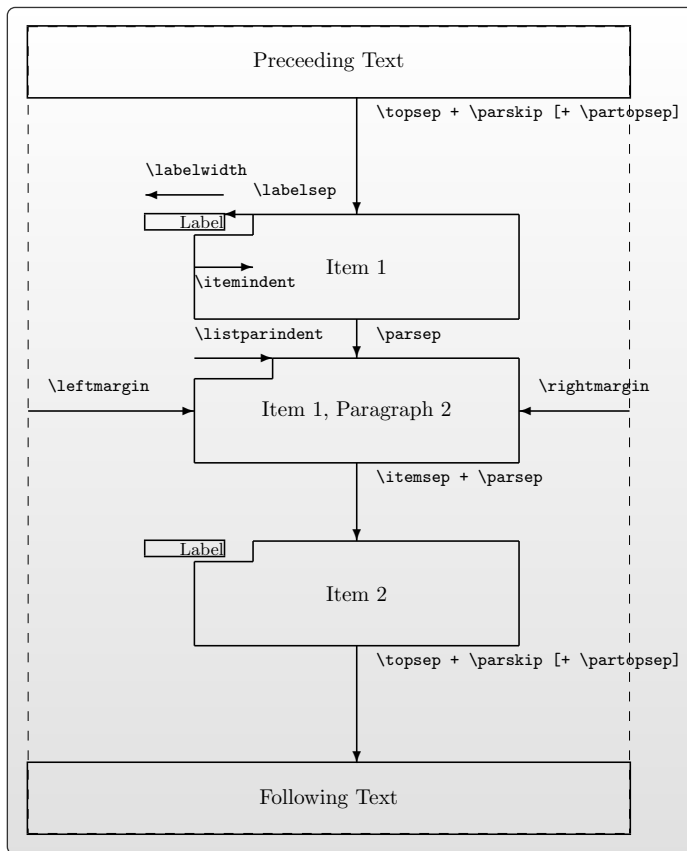 Preceeding Text
\topsep + \parskip [+ \partopsep]
\labelwidth
\labelsep
Label
Item 1
\itemindent
\listparindent
\parsep
\leftmargin
\rightmargin
Item 1, Paragraph 2
\itemsep + \parsep
Label
Item 2
\topsep + \parskip [+ \partopsep]
Following Text